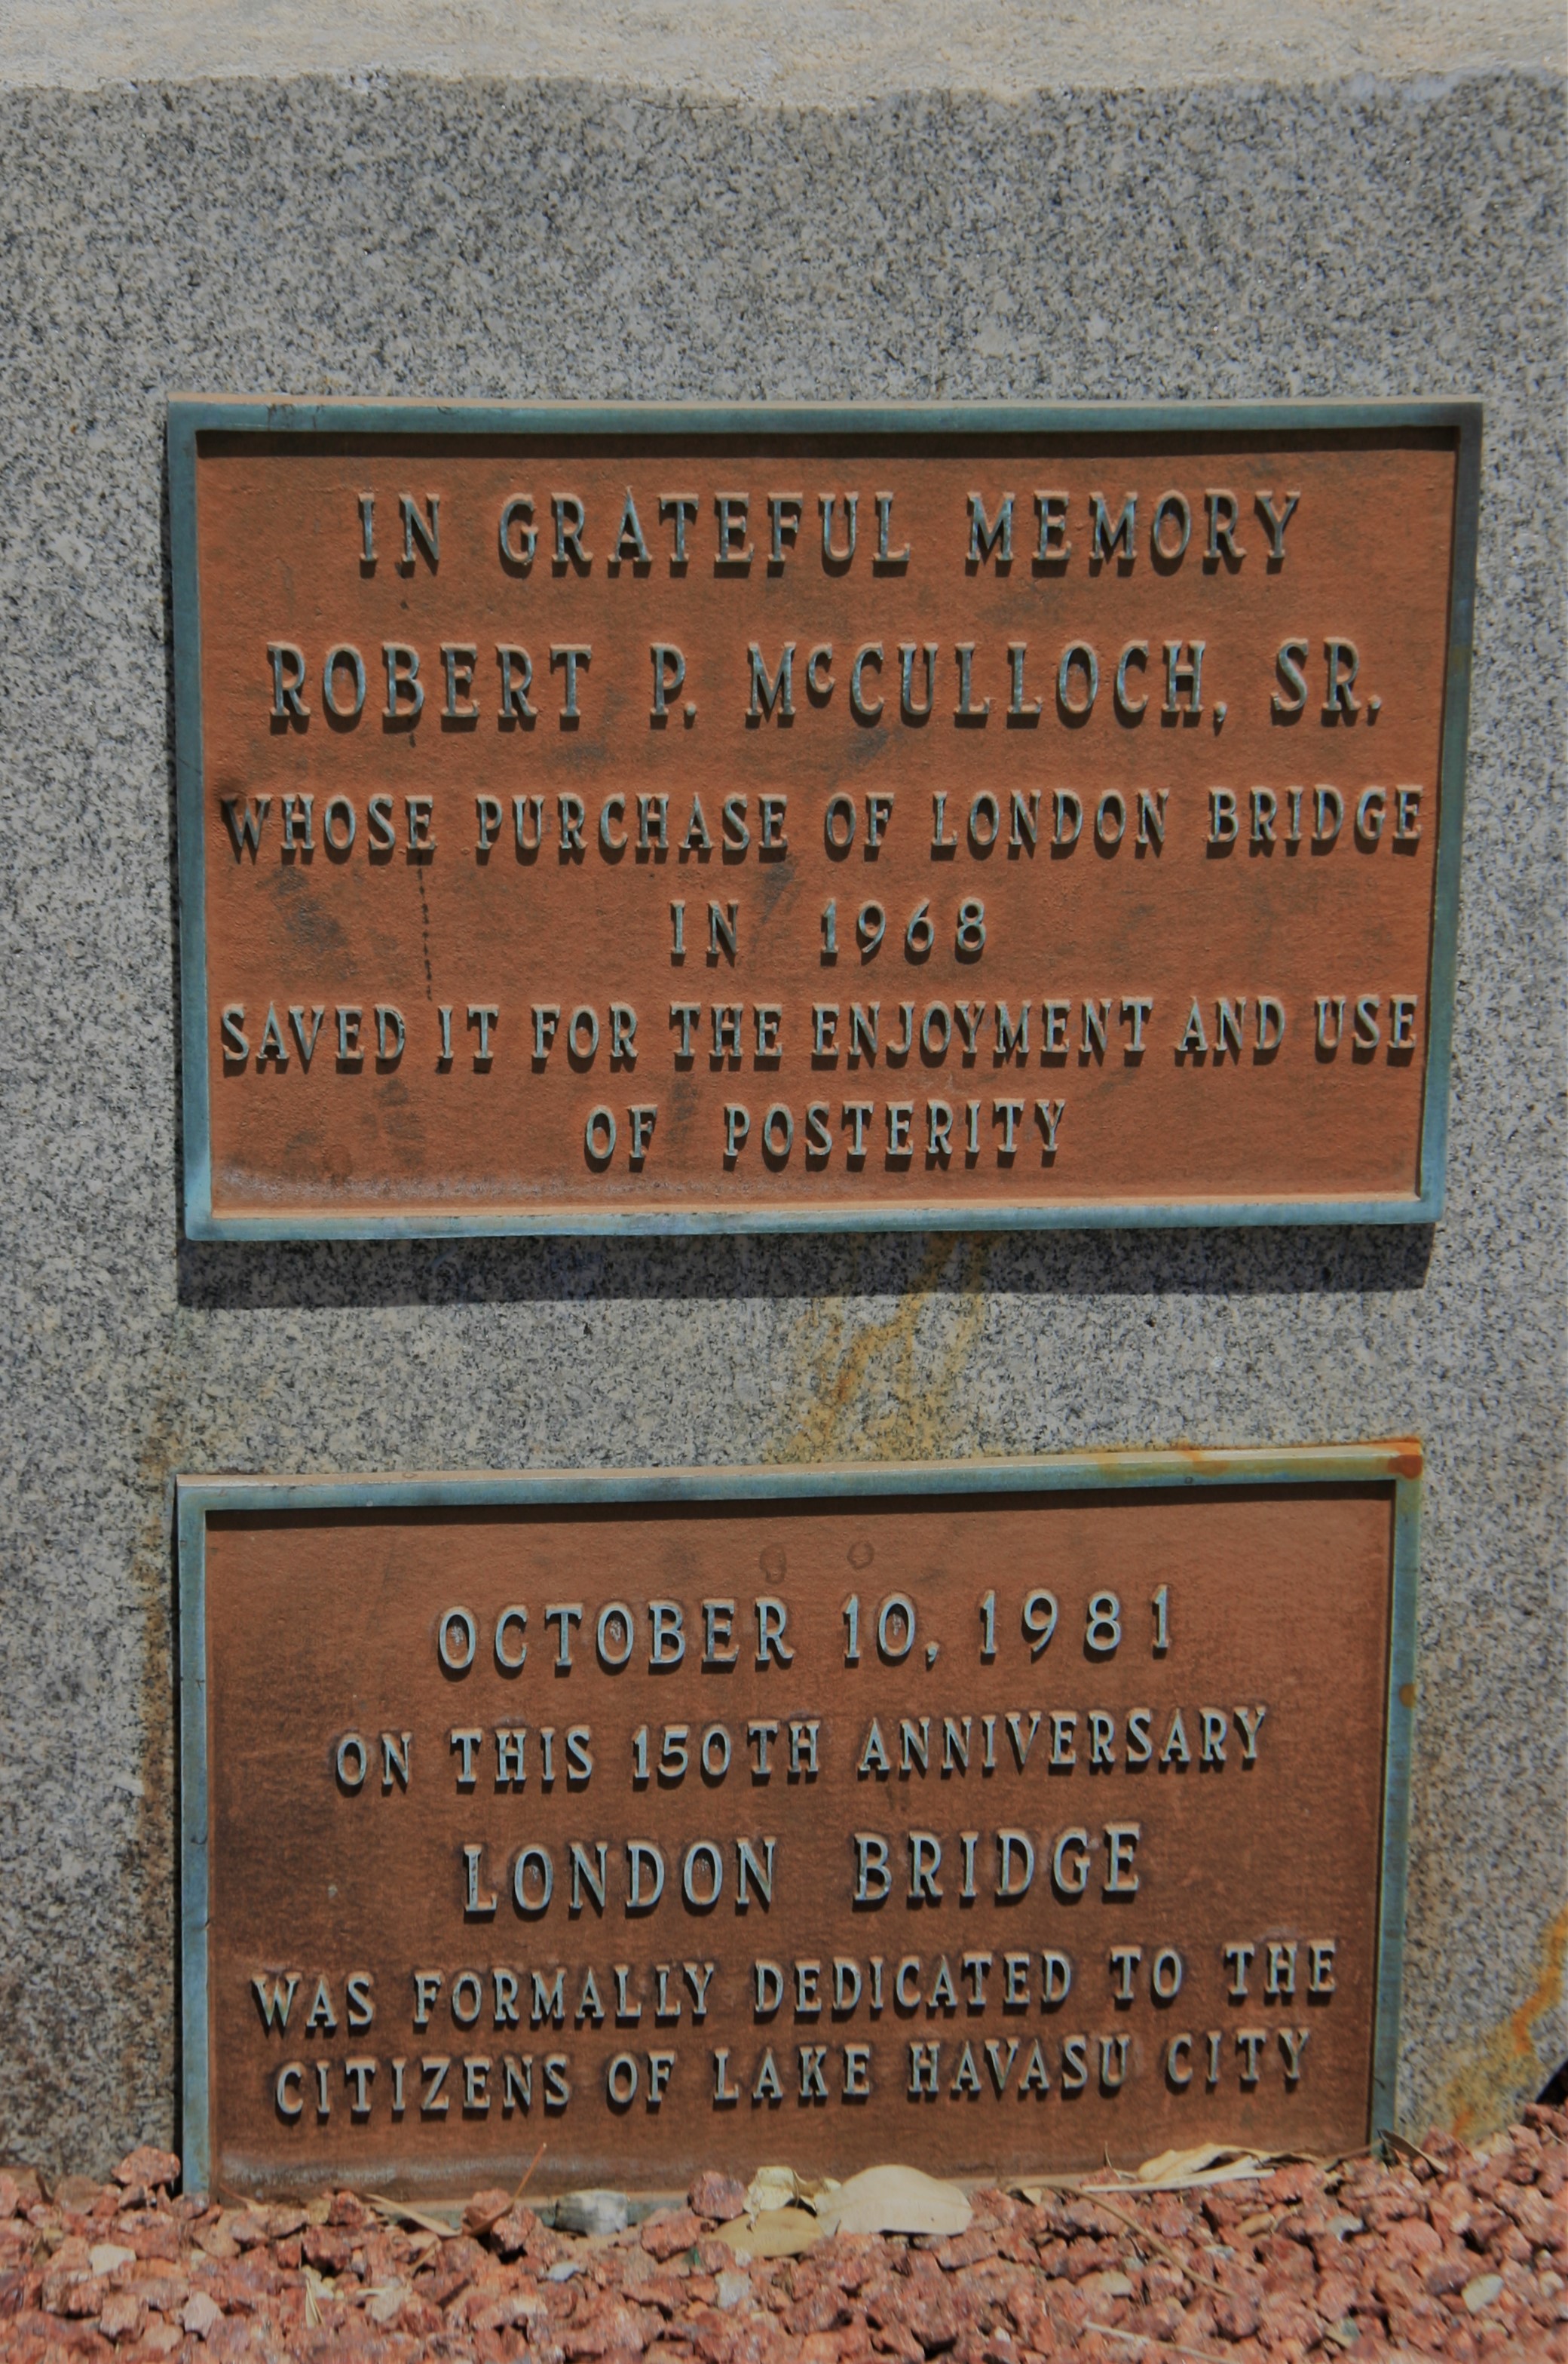 IN GRATEFUL MEMORY
ROBERT P. McCULLOCH, SR.
WHOSE PURCHASE OF LONDON BRIDGE
IN 1968
SAVED IT FOR THE ENJOYMENT AND USE
OF POSTERITY
OCTOBER 10, 1981
ON THIS 150TH ANNIVERSARY
LONDON BRIDGE
WAS FORMALLY DEDICATED TO THE
CITIZENS OF LAKE HAVASU CITY